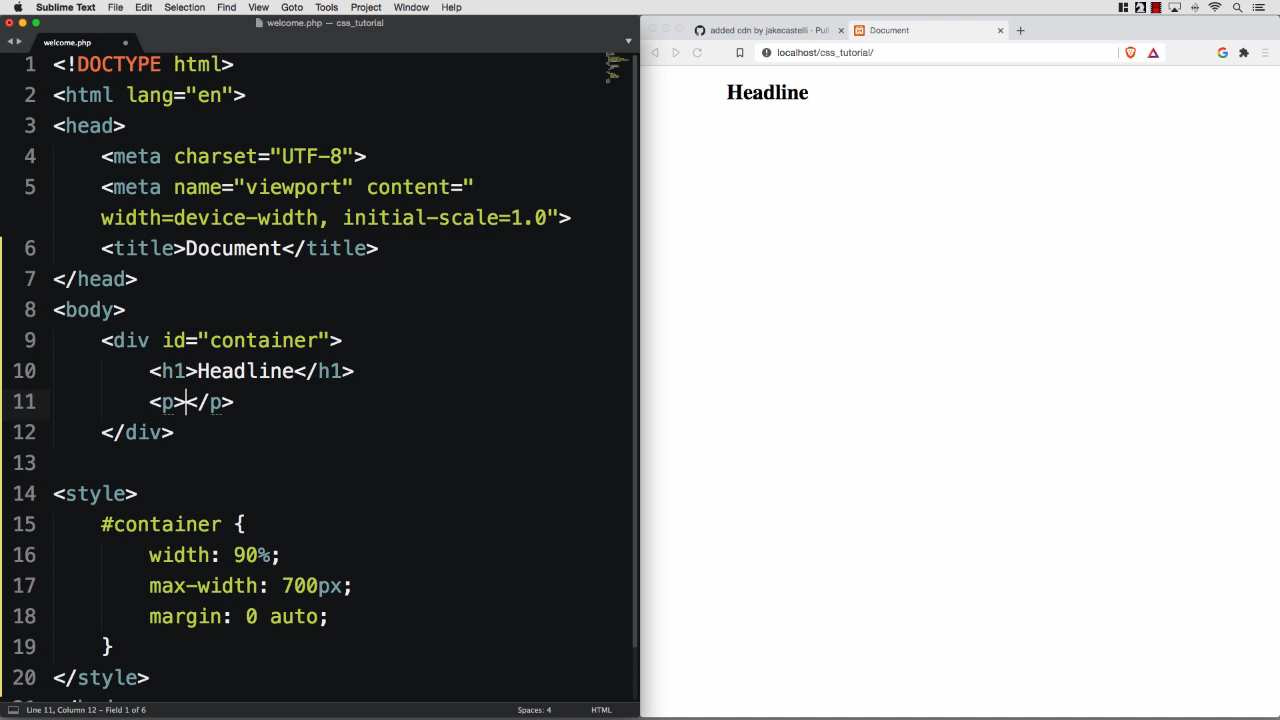 Sublime Text File Edit Selection Find View Goto Tools Project Window Help
welcome.php — css_tutorial
welcome.php
1 <!DOCTYPE html>
2 <html lang="en">
3 <head>
4 <meta charset="UTF-8">
5 <meta name="viewport" content="
width=device-width, initial-scale=1.0">
6 <title>Document</title>
7 </head>
8 <body>
9 <div id="container">
10 <h1>Headline</h1>
11 <p></p>
12 </div>
13
14 <style>
15 #container {
16 width: 90%;
17 max-width: 700px;
18 margin: 0 auto;
19 }
20 </style>
Line 11, Column 12 - Field 1 of 6
Spaces: 4
HTML
added cdn by jakecastelli · Pull
Document
localhost/css_tutorial/
Headline